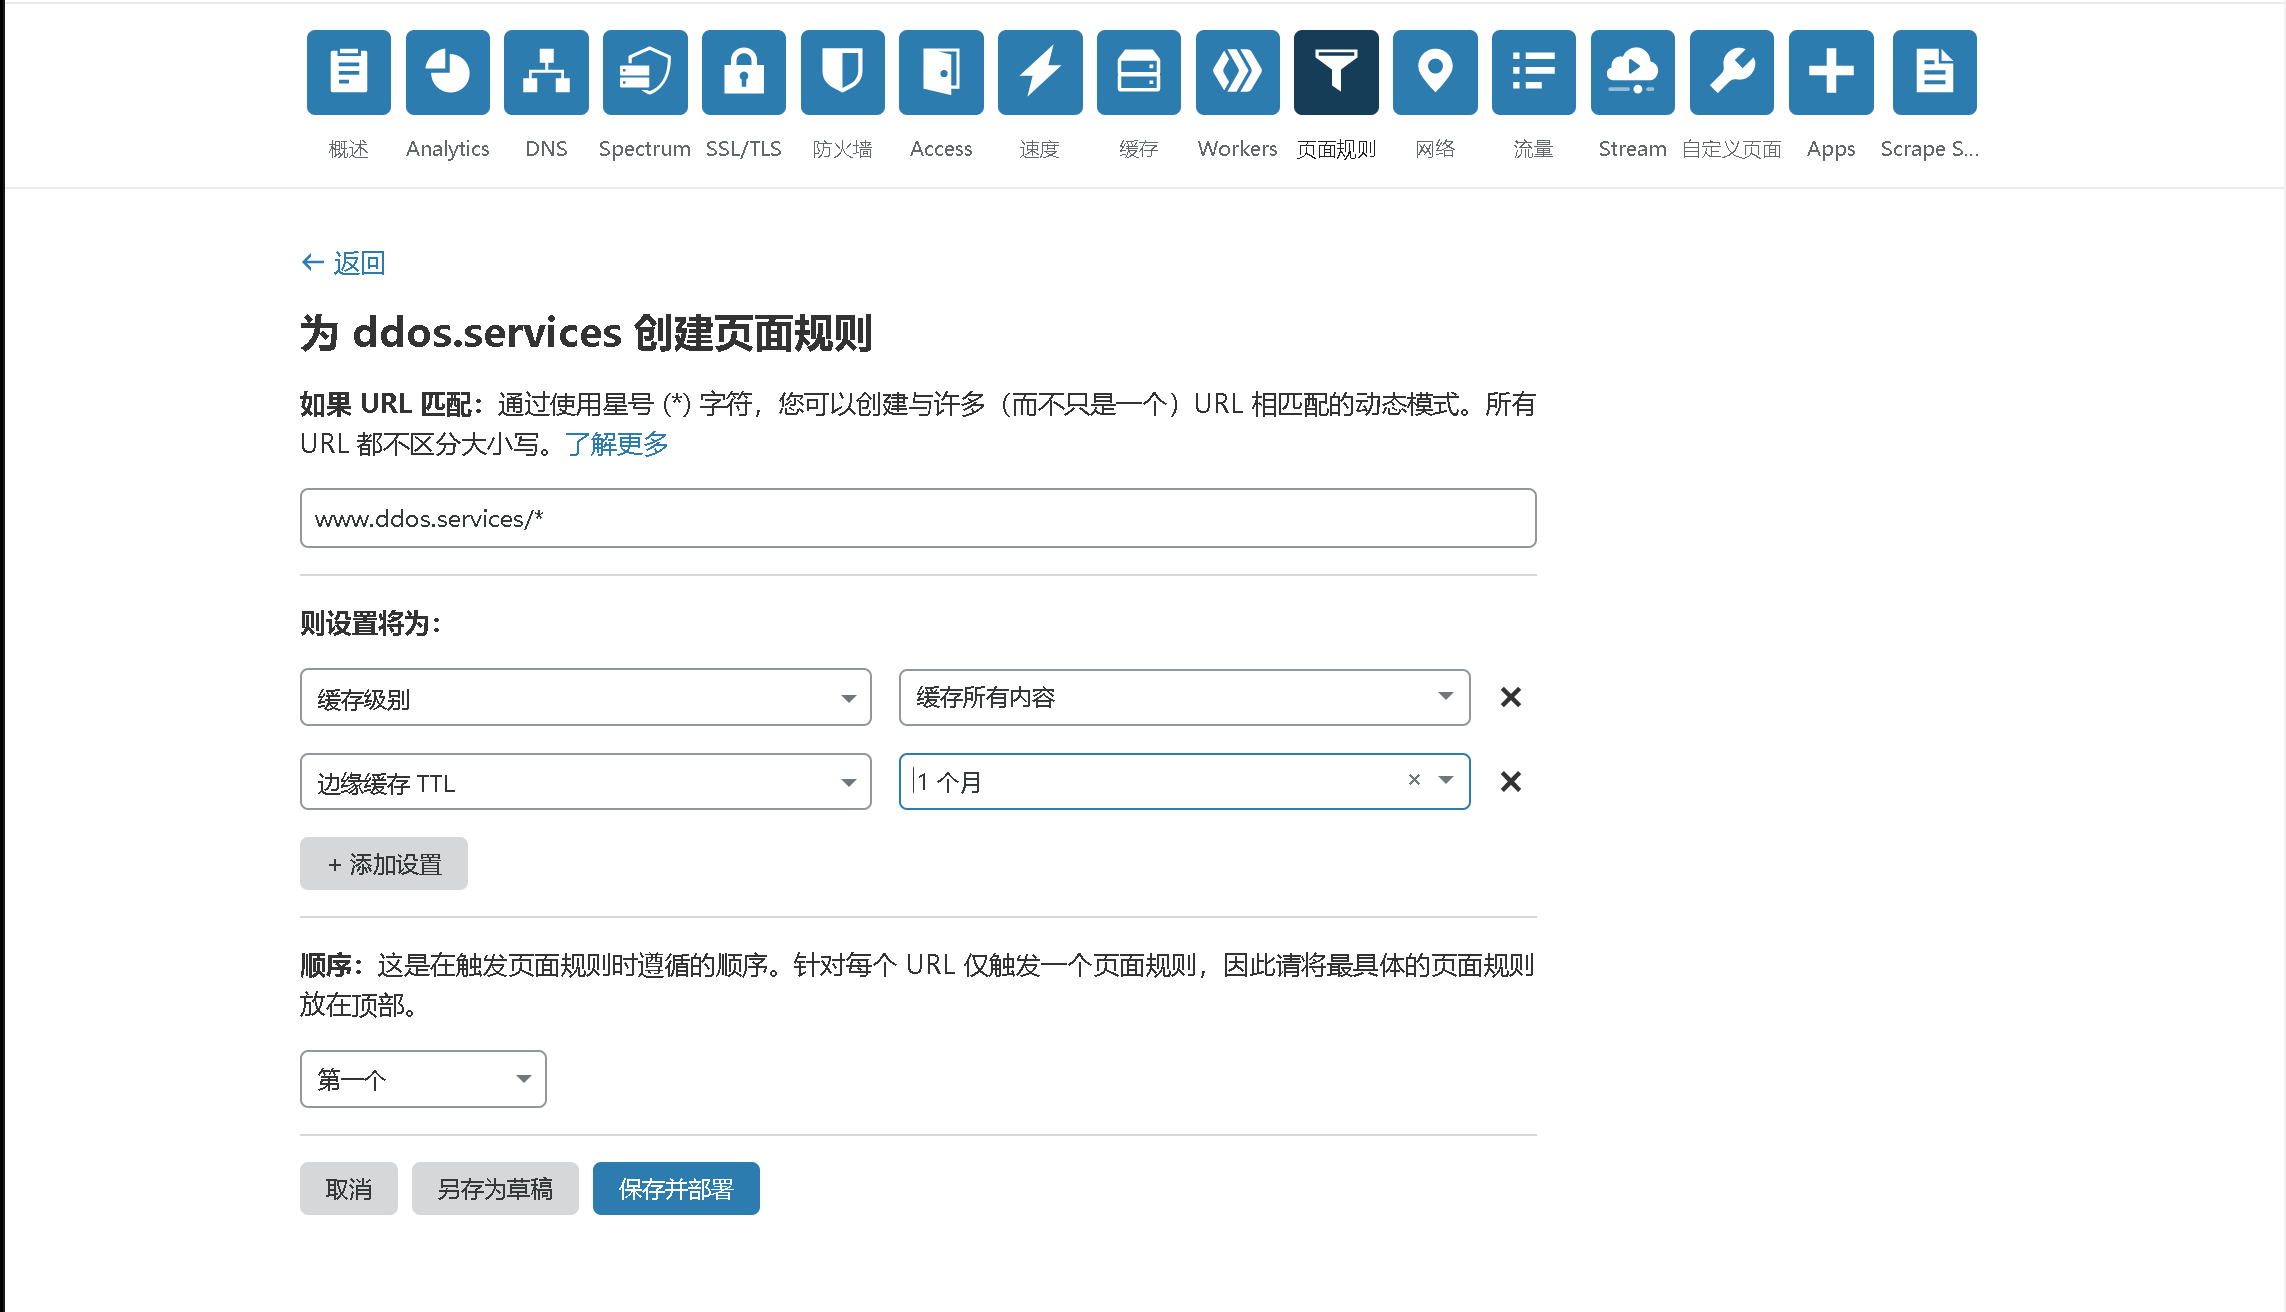 概述 Analytics DNS Spectrum SSL/TLS 防火墙 Access 速度 缓存 Workers 页面规则 网络 流量 Stream 自定义页面 Apps Scrape S...
← 返回
为 ddos.services 创建页面规则
如果 URL 匹配：通过使用星号 (*) 字符，您可以创建与许多（而不只是一个）URL 相匹配的动态模式。所有
URL 都不区分大小写。了解更多
www.ddos.services/*
则设置将为：
缓存级别 缓存所有内容
边缘缓存 TTL 1 个月
+ 添加设置
顺序：这是在触发页面规则时遵循的顺序。针对每个 URL 仅触发一个页面规则，因此请将最具体的页面规则
放在顶部。
第一个
取消 另存为草稿 保存并部署